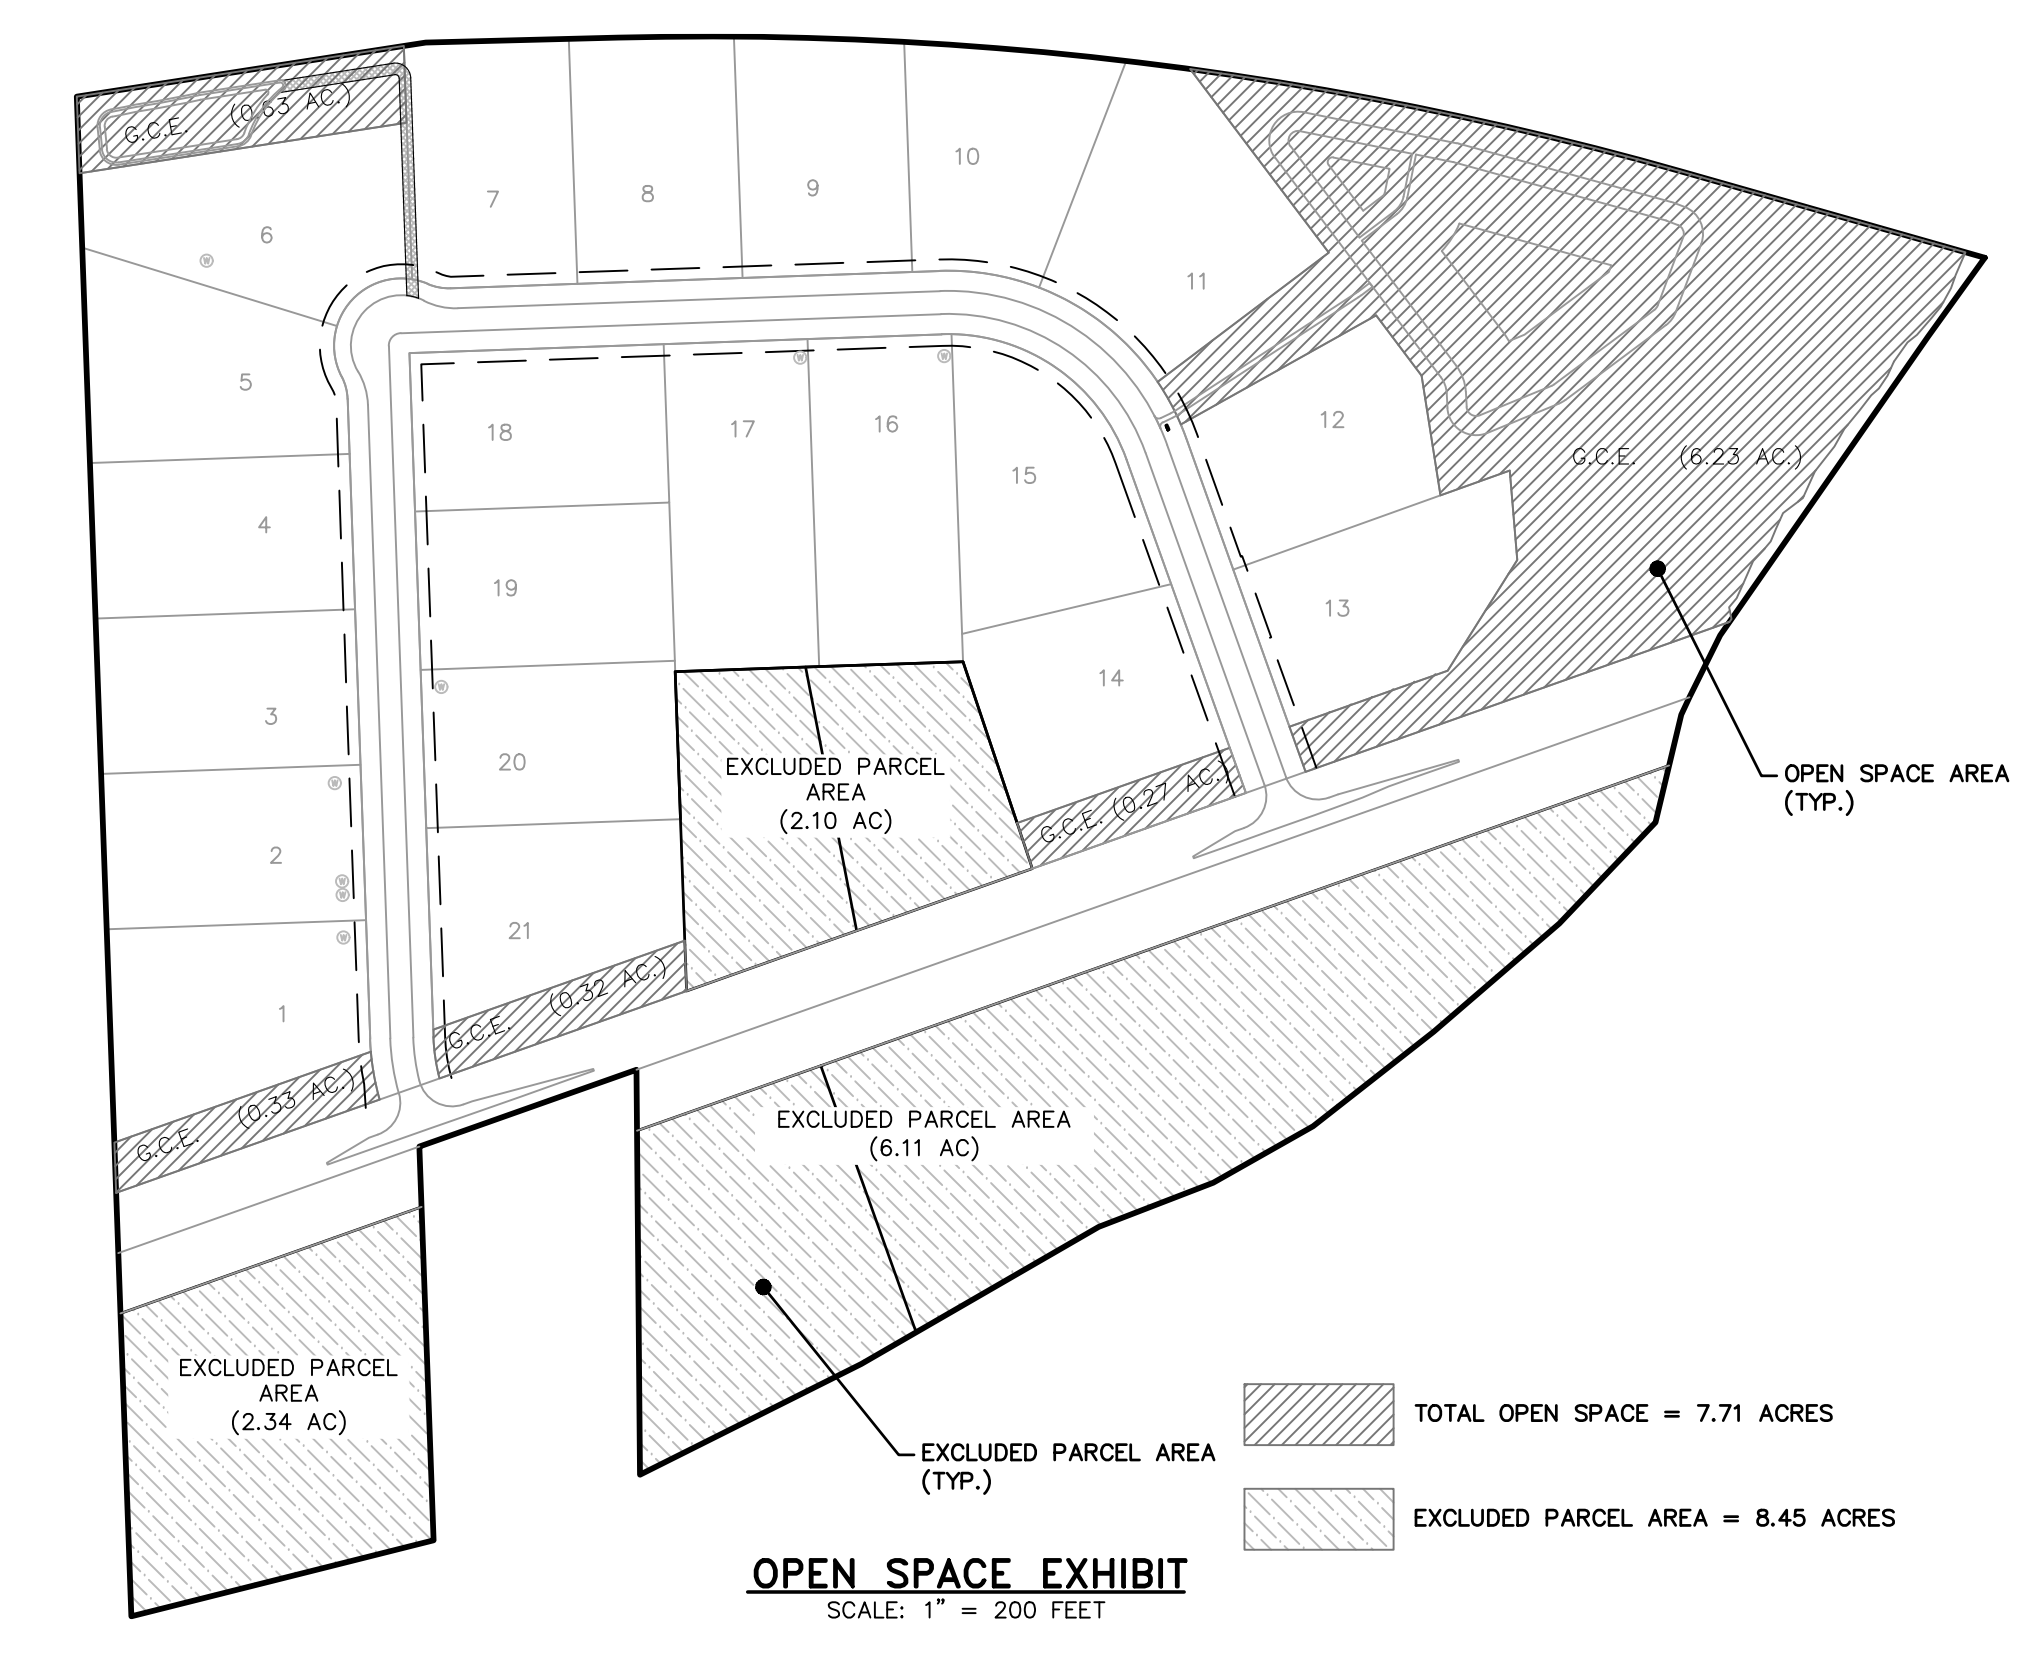 G.C.E. (0.63 AC.)
6
7
8
9
10
11
5
4
3
2
1
18
17
16
15
12
13
14
19
20
21
W
W
W
W
W
W
W
W
G.C.E. (6.23 AC.)
EXCLUDED PARCEL
AREA
(2.10 AC)
G.C.E. (0.27 AC.)
OPEN SPACE AREA
(TYP.)
G.C.E. (0.32 AC.)
G.C.E. (0.33 AC.)
EXCLUDED PARCEL AREA
(6.11 AC)
EXCLUDED PARCEL
AREA
(2.34 AC)
EXCLUDED PARCEL AREA
(TYP.)
TOTAL OPEN SPACE = 7.71 ACRES
EXCLUDED PARCEL AREA = 8.45 ACRES
OPEN SPACE EXHIBIT
SCALE: 1" = 200 FEET